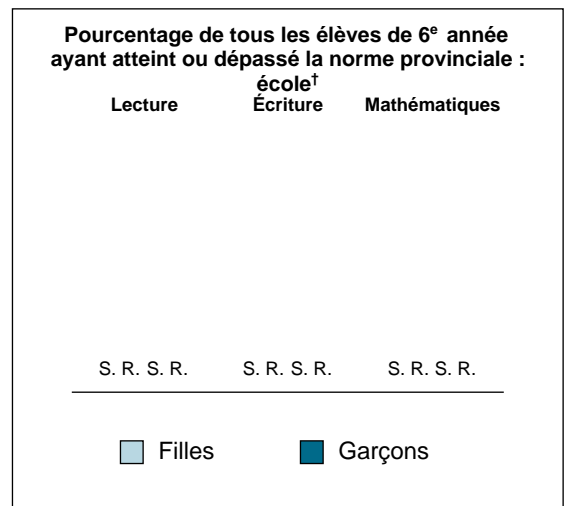 Pourcentage de tous les élèves de 6e année
ayant atteint ou dépassé la norme provinciale :
école†
Lecture Écriture Mathématiques
S. R. S. R. S. R. S. R. S. R. S. R.
Filles Garçons